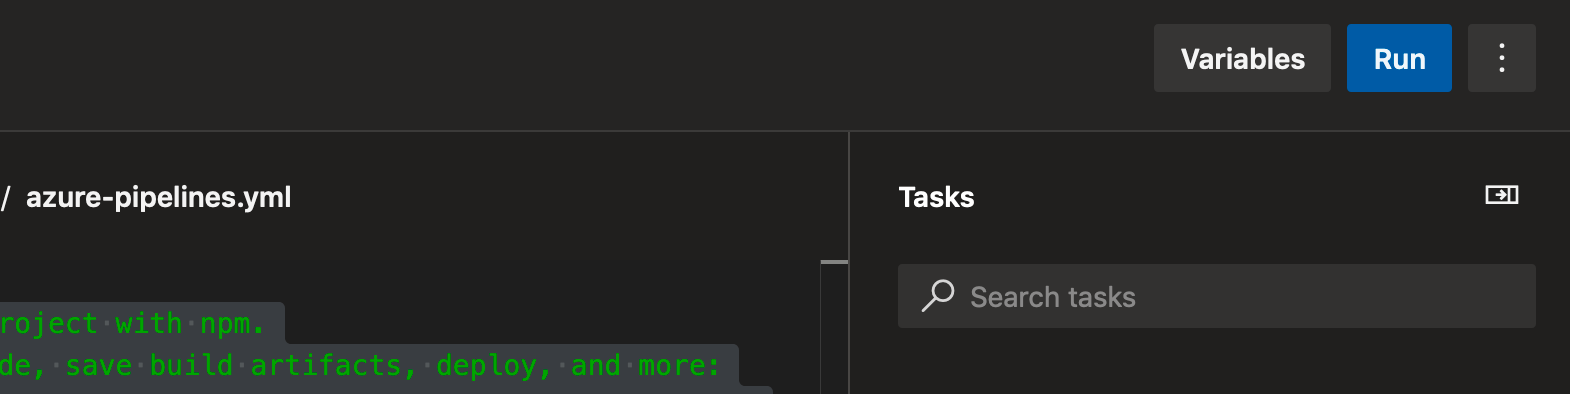 Variables Run
/ azure-pipelines.yml
Tasks
Search tasks
roject with npm.
de, save build artifacts, deploy, and more: